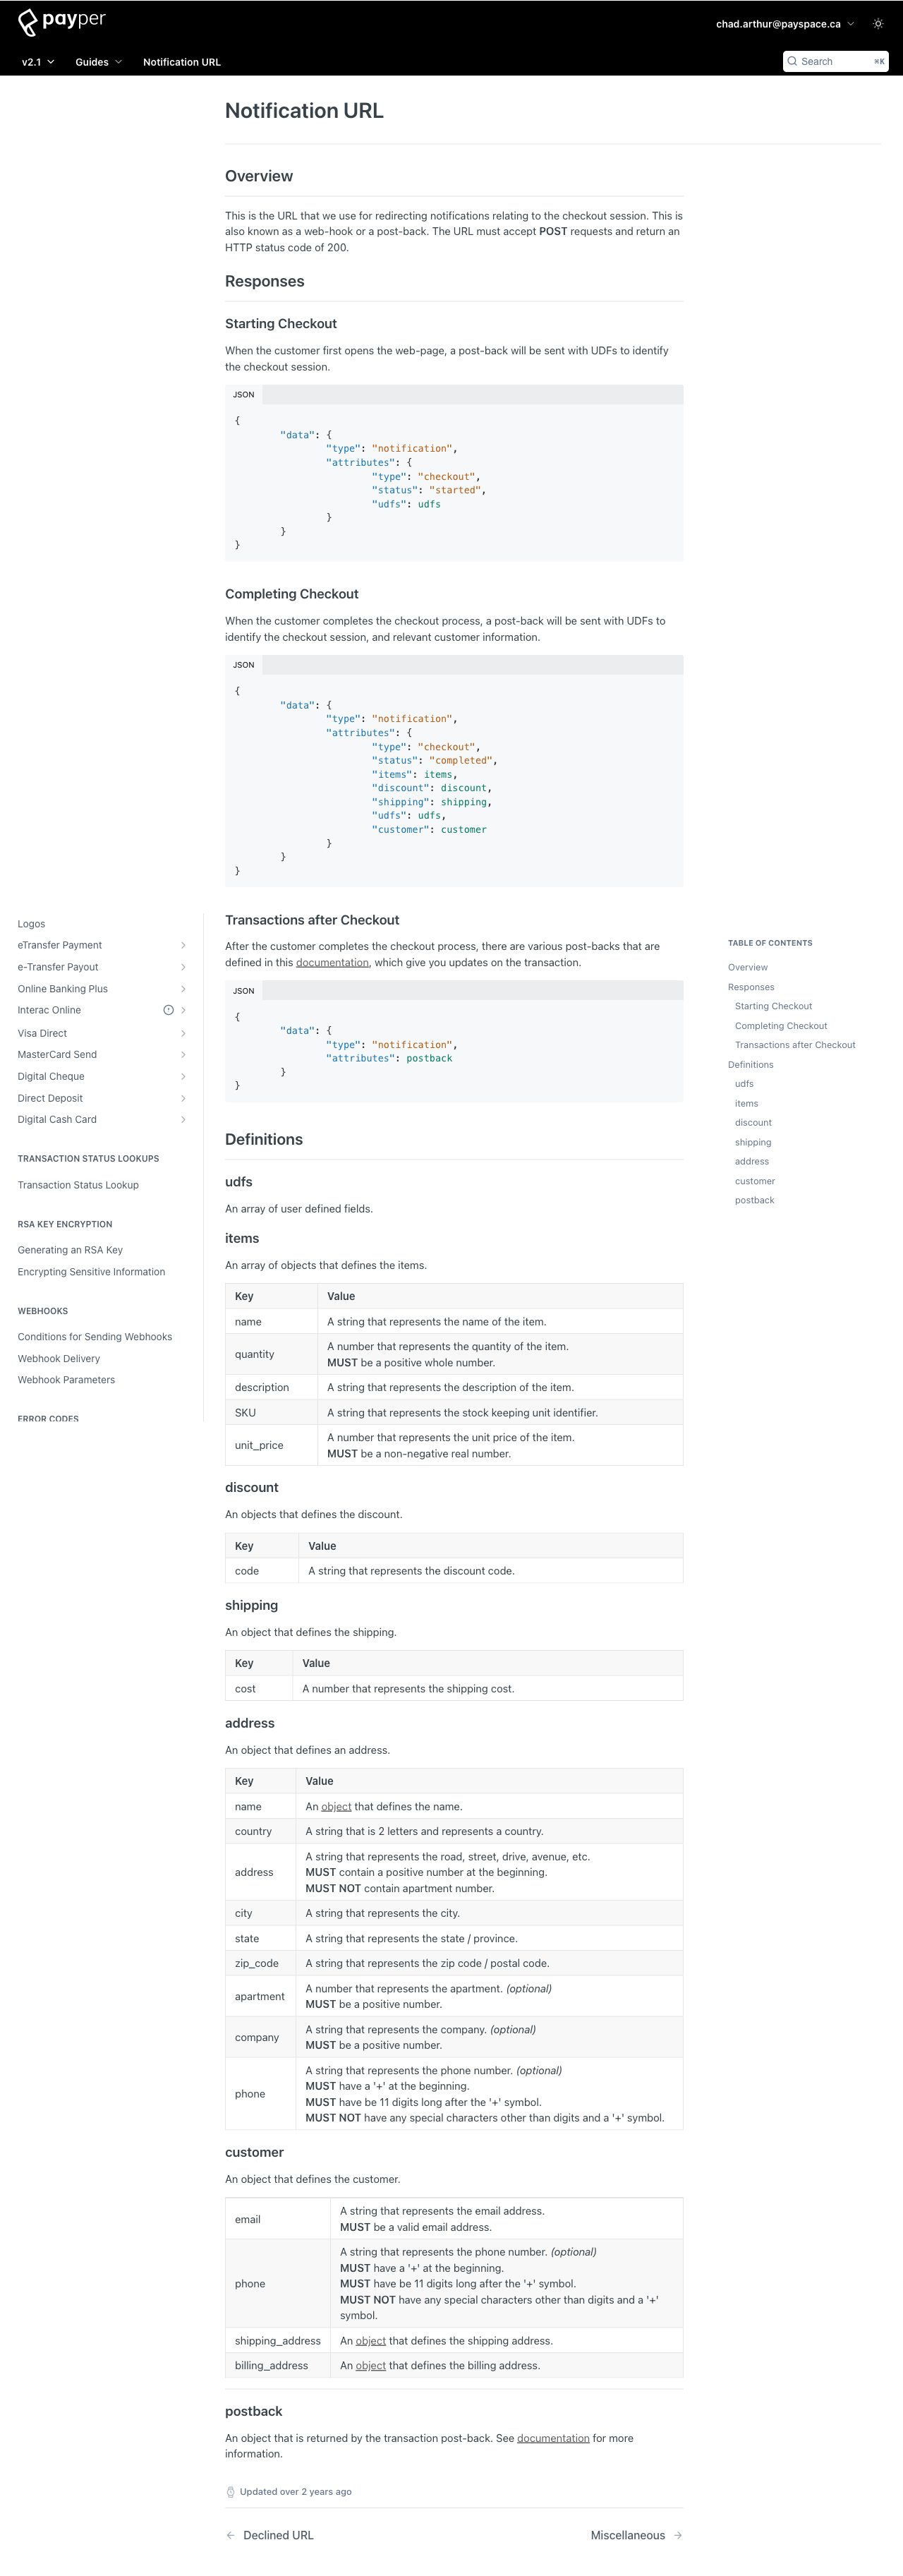 payper
chad.arthur@payspace.ca
v2.1
Guides
Notification URL
Search
⌘K
Notification URL
Overview
This is the URL that we use for redirecting notifications relating to the checkout session. This is
also known as a web-hook or a post-back. The URL must accept POST requests and return an
HTTP status code of 200.
Responses
Starting Checkout
When the customer first opens the web-page, a post-back will be sent with UDFs to identify
the checkout session.
JSON
{
"data": {
"type": "notification",
"attributes": {
"type": "checkout",
"status": "started",
"udfs": udfs
}
}
}
Completing Checkout
When the customer completes the checkout process, a post-back will be sent with UDFs to
identify the checkout session, and relevant customer information.
JSON
{
"data": {
"type": "notification",
"attributes": {
"type": "checkout",
"status": "completed",
"items": items,
"discount": discount,
"shipping": shipping,
"udfs": udfs,
"customer": customer
}
}
}
Logos
eTransfer Payment
e-Transfer Payout
Online Banking Plus
Interac Online
Visa Direct
MasterCard Send
Digital Cheque
Direct Deposit
Digital Cash Card
TRANSACTION STATUS LOOKUPS
Transaction Status Lookup
RSA KEY ENCRYPTION
Generating an RSA Key
Encrypting Sensitive Information
WEBHOOKS
Conditions for Sending Webhooks
Webhook Delivery
Webhook Parameters
ERROR CODES
Transactions after Checkout
After the customer completes the checkout process, there are various post-backs that are
defined in this documentation, which give you updates on the transaction.
JSON
{
"data": {
"type": "notification",
"attributes": postback
}
}
TABLE OF CONTENTS
Overview
Responses
Starting Checkout
Completing Checkout
Transactions after Checkout
Definitions
udfs
items
discount
shipping
address
customer
postback
Definitions
udfs
An array of user defined fields.
items
An array of objects that defines the items.
Key Value
name A string that represents the name of the item.
quantity A number that represents the quantity of the item.
MUST be a positive whole number.
description A string that represents the description of the item.
SKU A string that represents the stock keeping unit identifier.
unit_price A number that represents the unit price of the item.
MUST be a non-negative real number.
discount
An objects that defines the discount.
Key Value
code A string that represents the discount code.
shipping
An object that defines the shipping.
Key Value
cost A number that represents the shipping cost.
address
An object that defines an address.
Key Value
name An object that defines the name.
country A string that is 2 letters and represents a country.
address A string that represents the road, street, drive, avenue, etc.
MUST contain a positive number at the beginning.
MUST NOT contain apartment number.
city A string that represents the city.
state A string that represents the state / province.
zip_code A string that represents the zip code / postal code.
apartment A number that represents the apartment. (optional)
MUST be a positive number.
company A string that represents the company. (optional)
MUST be a positive number.
phone A string that represents the phone number. (optional)
MUST have a '+' at the beginning.
MUST have be 11 digits long after the '+' symbol.
MUST NOT have any special characters other than digits and a '+' symbol.
customer
An object that defines the customer.
email A string that represents the email address.
MUST be a valid email address.
phone A string that represents the phone number. (optional)
MUST have a '+' at the beginning.
MUST have be 11 digits long after the '+' symbol.
MUST NOT have any special characters other than digits and a '+'
symbol.
shipping_address An object that defines the shipping address.
billing_address An object that defines the billing address.
postback
An object that is returned by the transaction post-back. See documentation for more
information.
Updated over 2 years ago
← Declined URL
Miscellaneous →